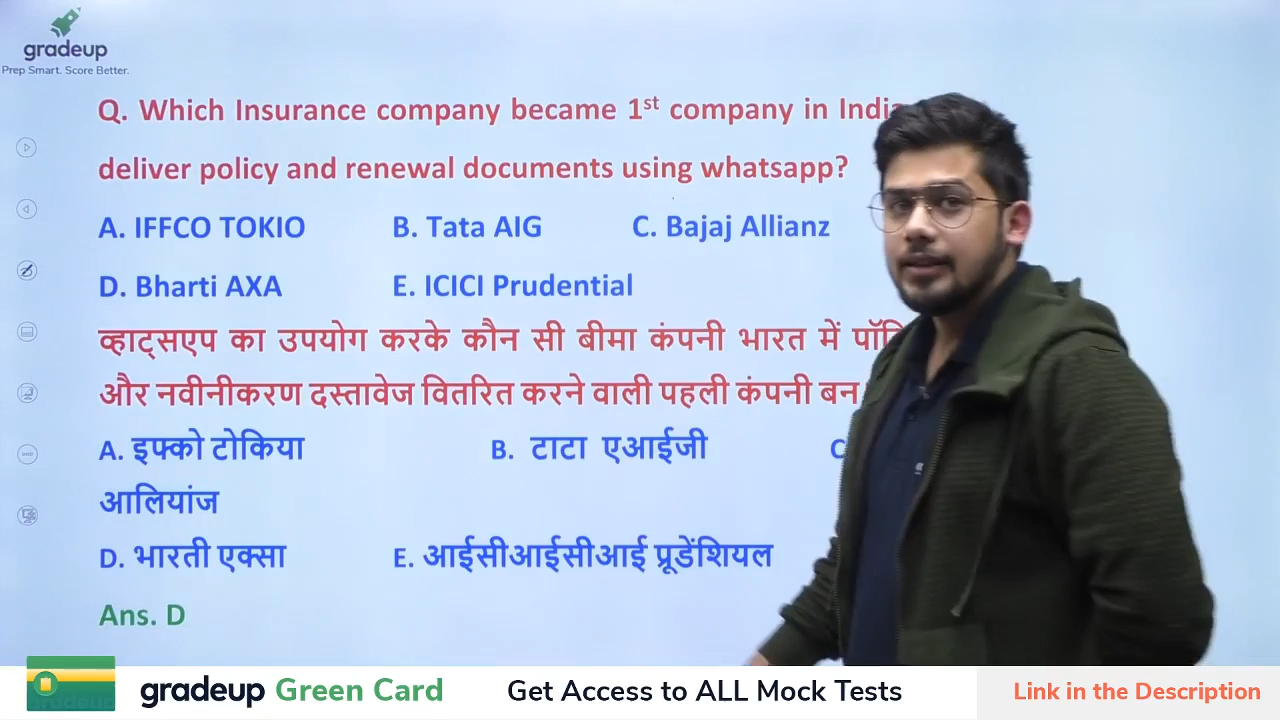 gradeup
Prep Smart. Score Better.
Q. Which Insurance company became 1st company in India
deliver policy and renewal documents using whatsapp?
A. IFFCO TOKIO B. Tata AIG C. Bajaj Allianz
D. Bharti AXA E. ICICI Prudential
व्हाट्सएप का उपयोग करके कौन सी बीमा कंपनी भारत में
और नवीनीकरण दस्तावेज वितरित करने वाली पहली कंपनी बन
A. इफ्को टोकिया B. टाटा एआईजी C
आलियांज
D. भारती एक्सा E. आईसीआईसीआई प्रूडेंशियल
Ans. D
gradeup Green Card Get Access to ALL Mock Tests Link in the Description